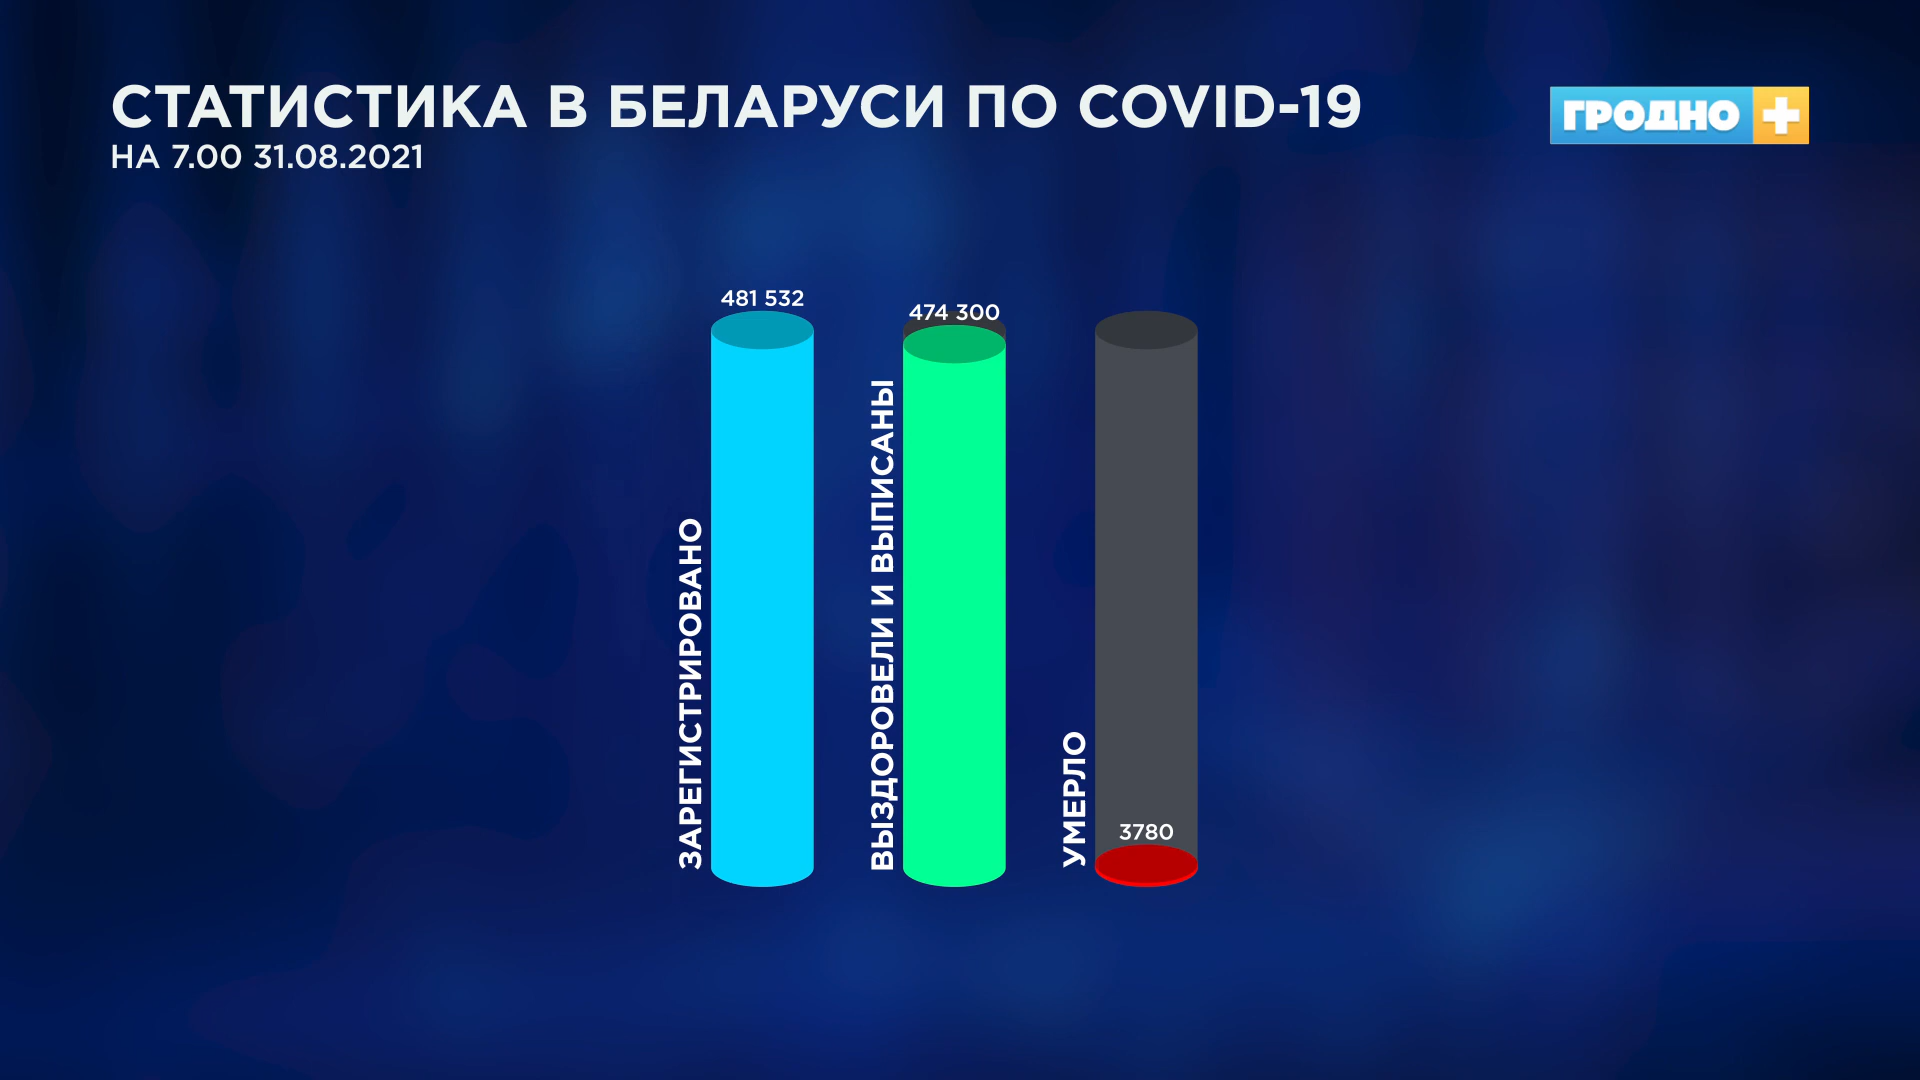 СТАТИСТИКА В БЕЛАРУСИ ПО COVID-19
НА 7.00 31.08.2021
ГРОДНО +
481 532
ЗАРЕГИСТРИРОВАНО
474 300
ВЫЗДОРОВЕЛИ И ВЫПИСАНЫ
3780
УМЕРЛО